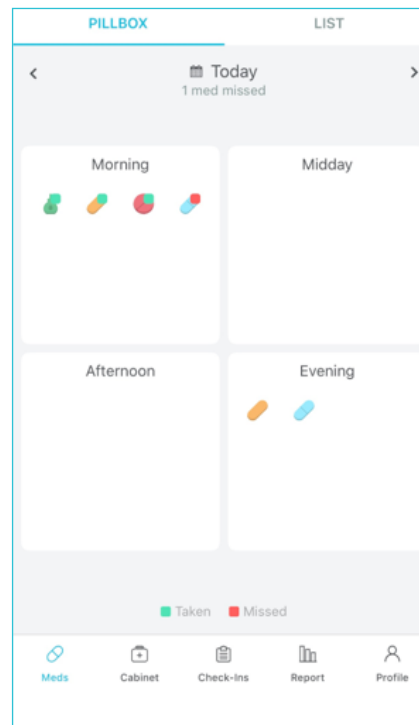 PILLBOX LIST
Today
1 med missed
Morning Midday
Afternoon Evening
Taken Missed
Meds Cabinet Check-Ins Report Profile